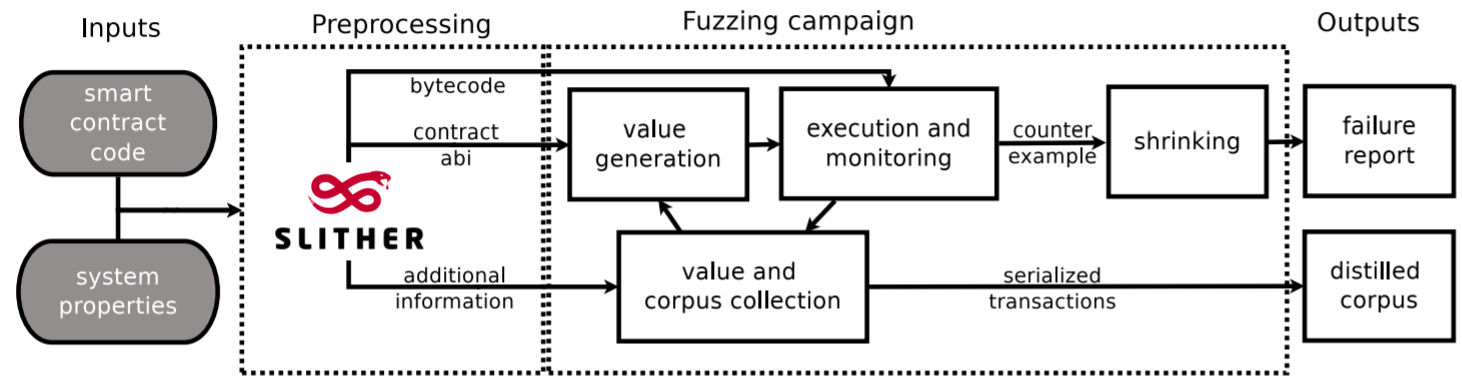 Inputs
Preprocessing
Fuzzing campaign
Outputs
smart
contract
code
system
properties
SLITHER
bytecode
contract
abi
additional
information
value
generation
execution and
monitoring
value and
corpus collection
counter
example
shrinking
serialized
transactions
failure
report
distilled
corpus